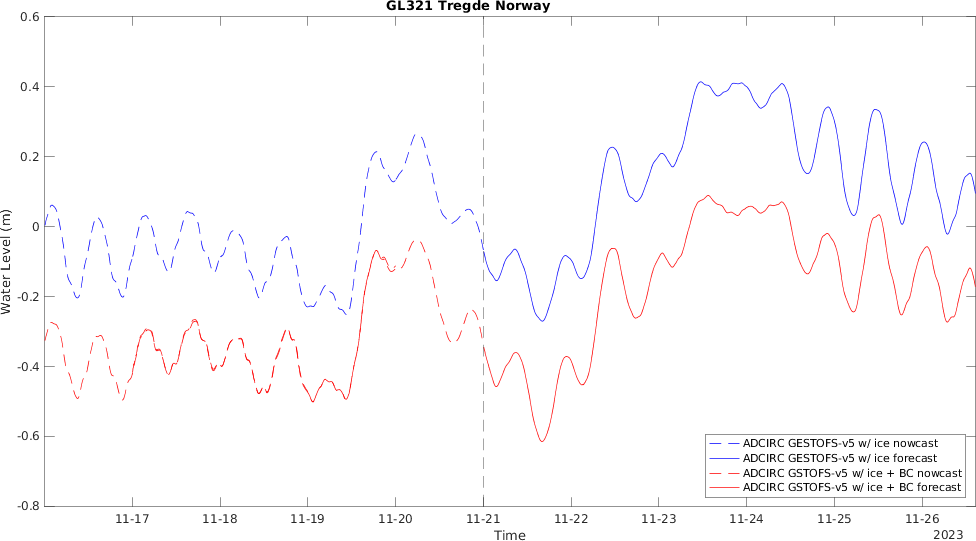 GL321 Tregde Norway
0.6
0.4
0.2
0
-0.2
-0.4
-0.6
-0.8
Water Level (m)
ADCIRC GESTOFS-v5 w/ ice nowcast
ADCIRC GESTOFS-v5 w/ ice forecast
ADCIRC GSTOFS-v5 w/ ice + BC nowcast
ADCIRC GSTOFS-v5 w/ ice + BC forecast
11-17 11-18 11-19 11-20 11-21 11-22 11-23 11-24 11-25 11-26
Time
2023